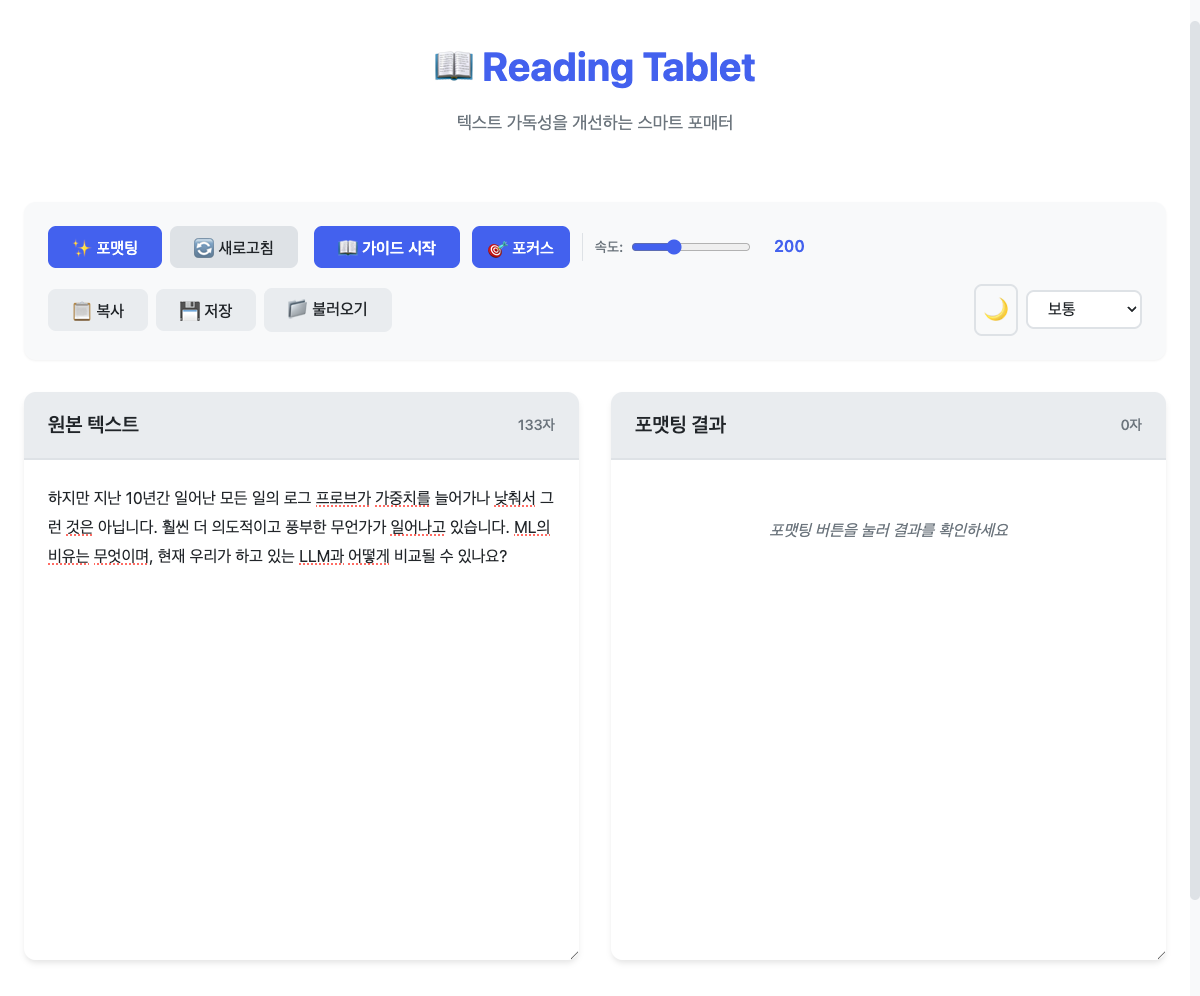 📖 Reading Tablet
텍스트 가독성을 개선하는 스마트 포매터
✨ 포맷팅 🔄 새로고침 📖 가이드 시작 🎯 포커스 속도: 200
📋 복사 💾 저장 📁 불러오기 🌙 보통
원본 텍스트 133자
하지만 지난 10년간 일어난 모든 일의 로그 프로브가 가중치를 늘어가나 낮춰서 그
런 것은 아닙니다. 훨씬 더 의도적이고 풍부한 무언가가 일어나고 있습니다. ML의
비유는 무엇이며, 현재 우리가 하고 있는 LLM과 어떻게 비교될 수 있나요?
포맷팅 결과 0자
포맷팅 버튼을 눌러 결과를 확인하세요